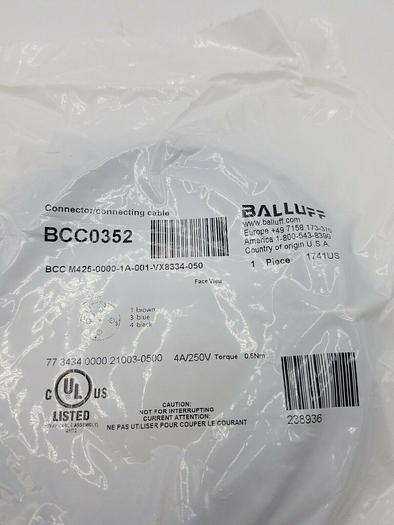 Connector/connecting cable
BCC0352
BCC M425-0000-1A-001-VX8334-050
BALLUFF
www.balluff.com
Europe +49 7158 173-370
America 1-800-543-8390
Country of origin U.S.A.
1 Piece 1741US
Face View
1 brown
3 blue
4 black
77 3434 0000 21003-0500 4A/250V Torque 0.6Nm
C UL US
LISTED
CAUTION:
NOT FOR INTERRUPTING
CURRENT ATTENTION:
NE PAS UTILISER POUR COUPER LE COURANT
238936